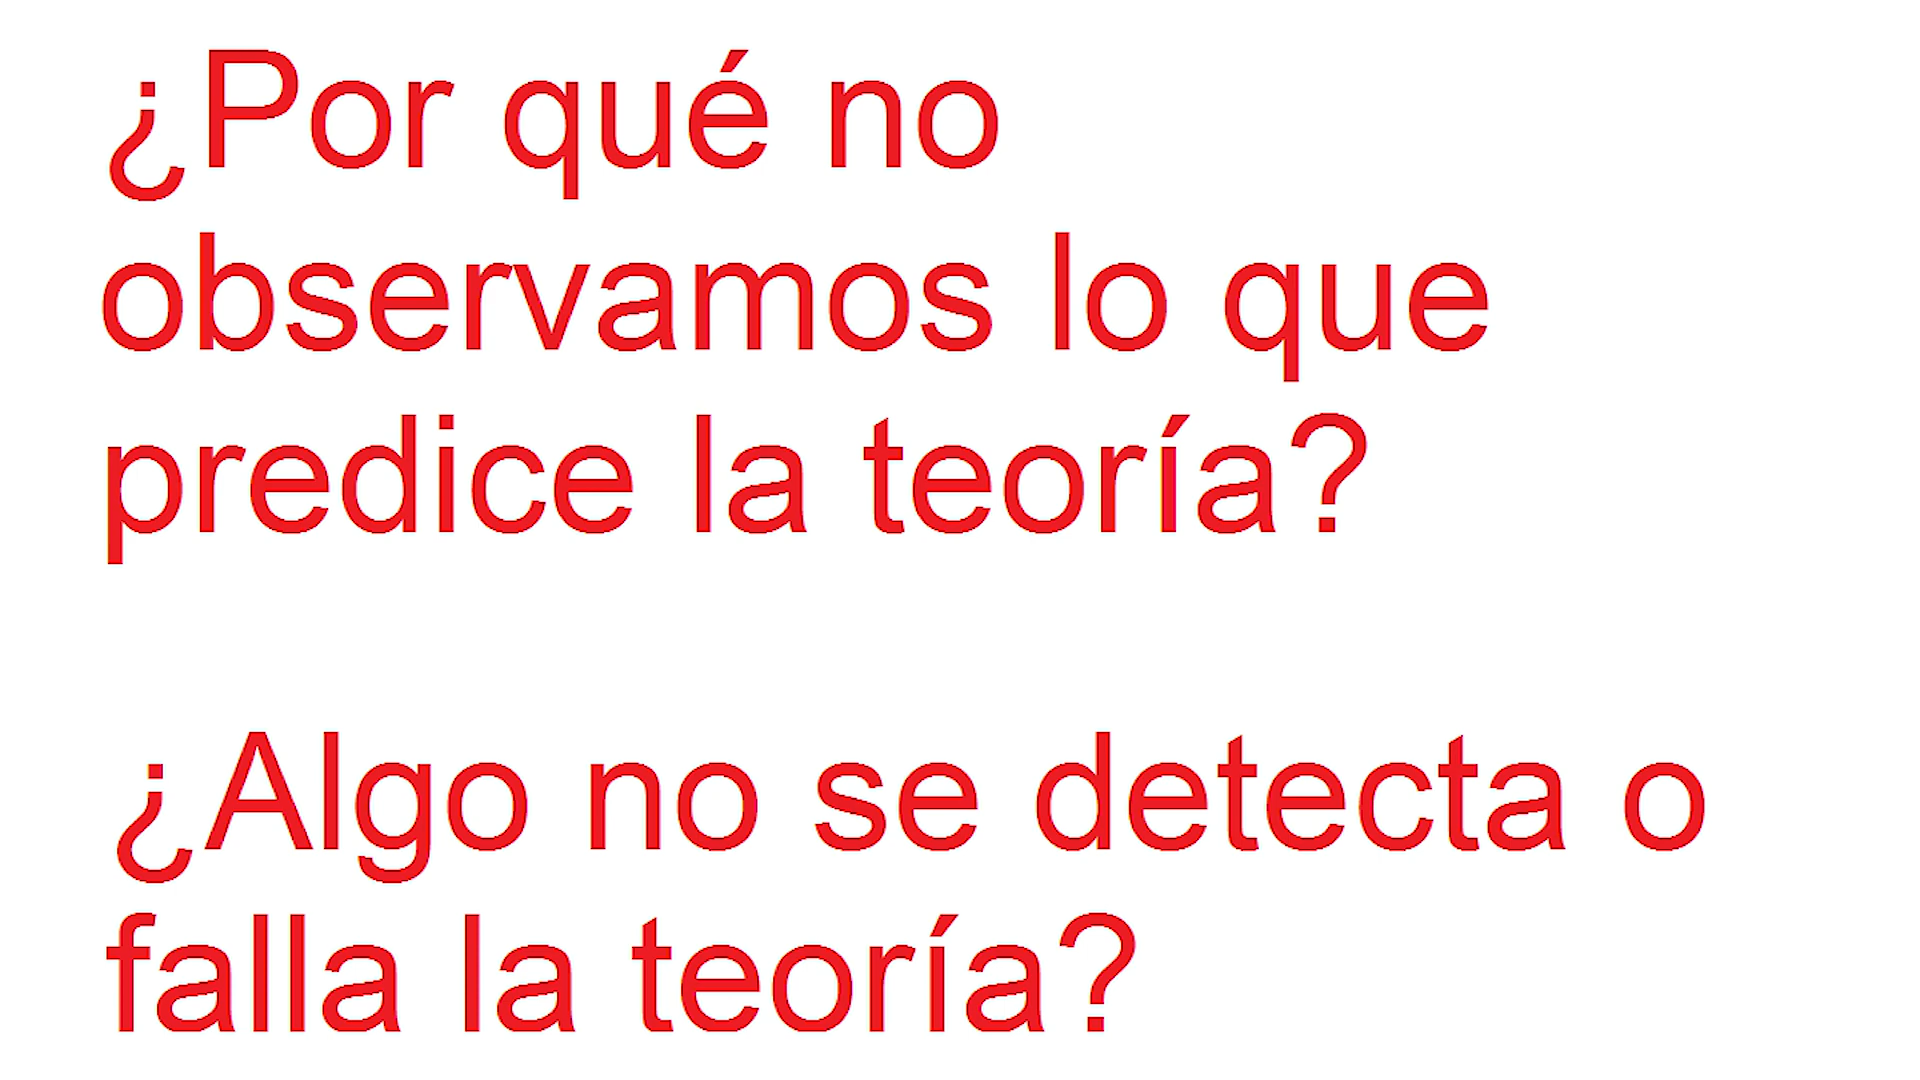 ¿Por qué no
observamos lo que
predice la teoría?
¿Algo no se detecta o
falla la teoría?